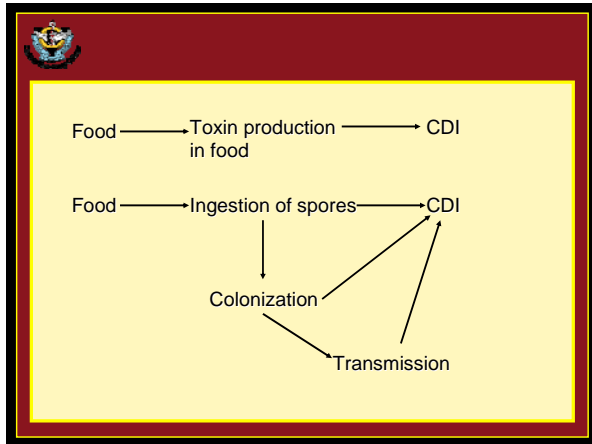 Food Toxin production CDI
in food
Food Ingestion of spores CDI
Colonization
Transmission